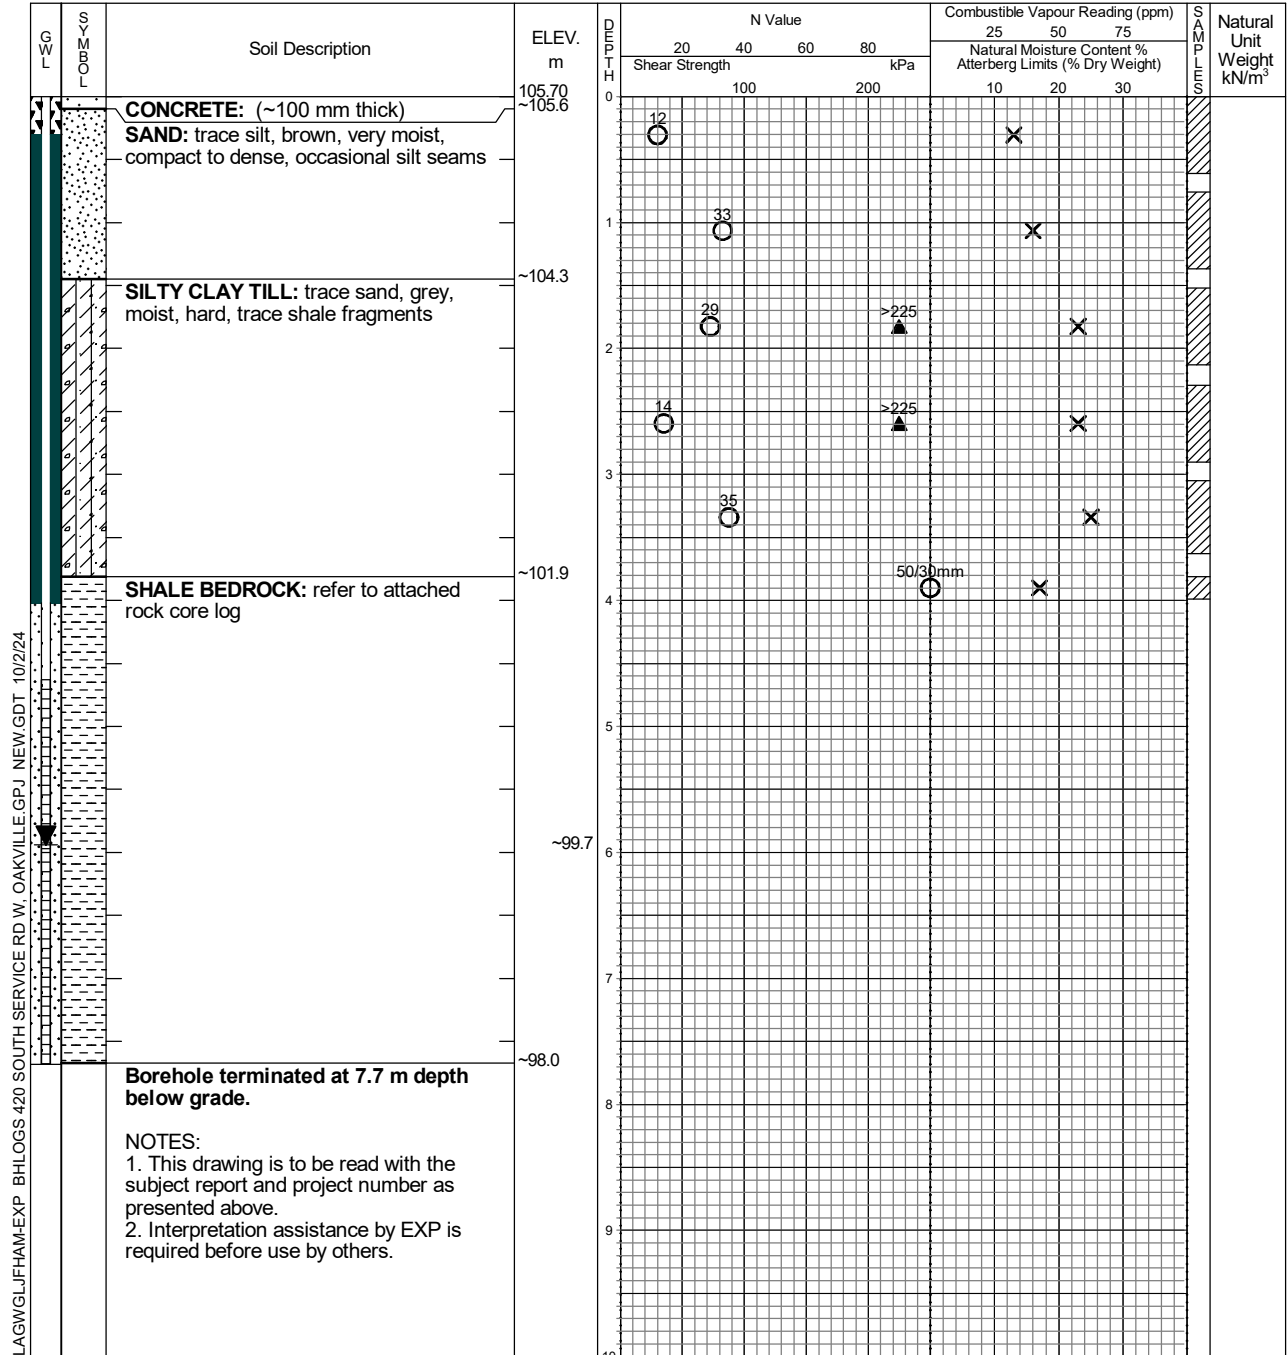 GWL
SYMBOL
Soil Description
ELEV.
m
DEPTH
N Value
20 40 60 80
Shear Strength kPa
100 200
Combustible Vapour Reading (ppm)
25 50 75
Natural Moisture Content %
Atterberg Limits (% Dry Weight)
10 20 30
SAMPLES
Natural
Unit
Weight
kN/m³
105.70
0
CONCRETE: (~100 mm thick)
~105.6
SAND: trace silt, brown, very moist,
compact to dense, occasional silt seams
12
33
1
~104.3
SILTY CLAY TILL: trace sand, grey,
moist, hard, trace shale fragments
29
>225
2
14
>225
3
35
~101.9
SHALE BEDROCK: refer to attached
rock core log
50/30mm
4
5
~99.7
6
7
~98.0
Borehole terminated at 7.7 m depth
below grade.
8
NOTES:
1. This drawing is to be read with the
subject report and project number as
presented above.
2. Interpretation assistance by EXP is
required before use by others.
9
10
LAGWGLJFHAM-EXP BHLOGS 420 SOUTH SERVICE RD W, OAKVILLE.GPJ NEW.GDT 10/2/24